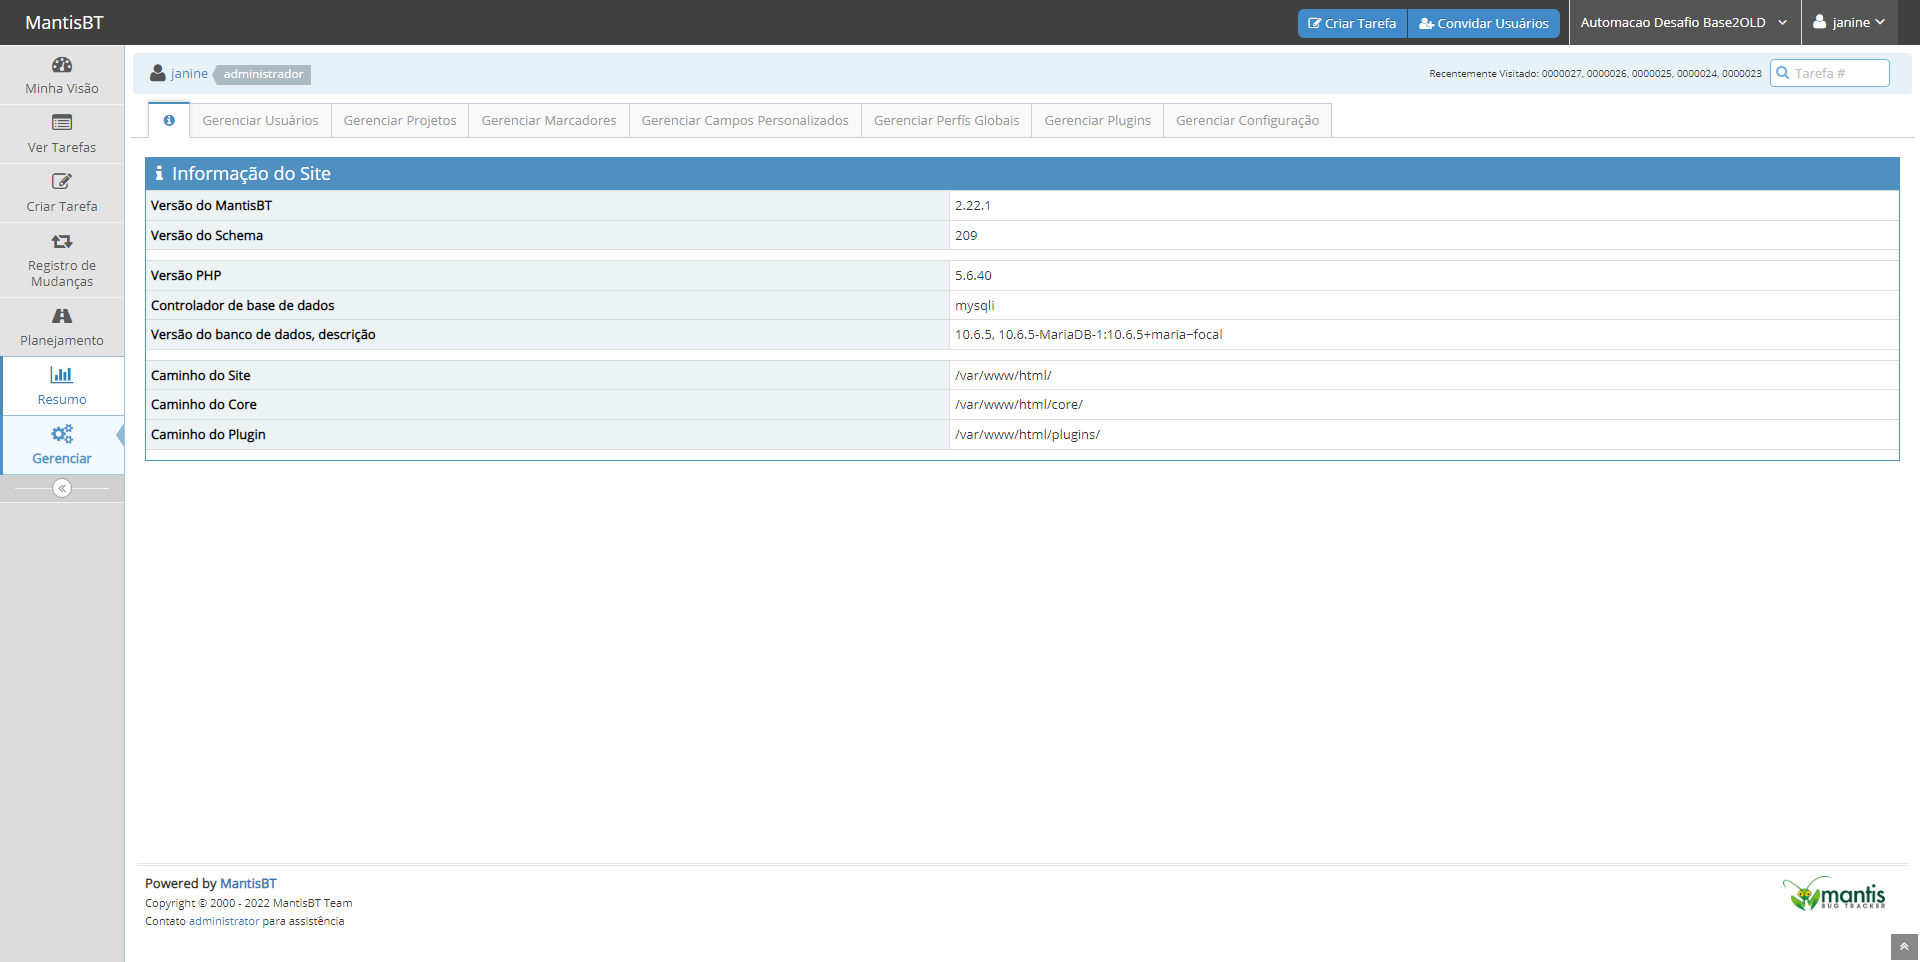 MantisBT
Criar Tarefa
Convidar Usuários
Automacao Desafio Base2OLD
janine
Minha Visão
Ver Tarefas
Criar Tarefa
Registro de
Mudanças
Planejamento
Resumo
Gerenciar
janine administrador
Recentemente Visitado: 0000027, 0000026, 0000025, 0000024, 0000023
Tarefa #
Gerenciar Usuários
Gerenciar Projetos
Gerenciar Marcadores
Gerenciar Campos Personalizados
Gerenciar Perfís Globais
Gerenciar Plugins
Gerenciar Configuração
Informação do Site
Versão do MantisBT 2.22.1
Versão do Schema 209
Versão PHP 5.6.40
Controlador de base de dados mysqli
Versão do banco de dados, descrição 10.6.5, 10.6.5-MariaDB-1:10.6.5+maria~focal
Caminho do Site /var/www/html/
Caminho do Core /var/www/html/core/
Caminho do Plugin /var/www/html/plugins/
Powered by MantisBT
Copyright © 2000 - 2022 MantisBT Team
Contato administrator para assistência
mantis
BUG TRACKER